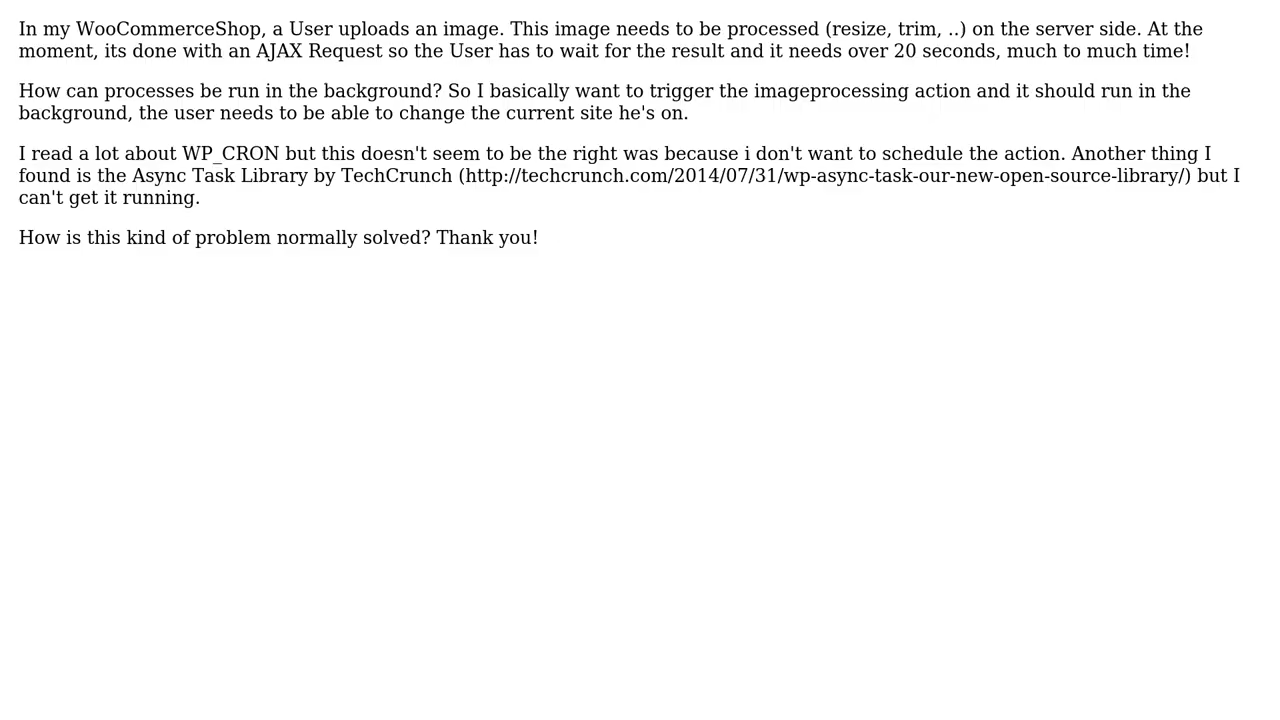 In my WooCommerceShop, a User uploads an image. This image needs to be processed (resize, trim, ..) on the server side. At the
moment, its done with an AJAX Request so the User has to wait for the result and it needs over 20 seconds, much to much time!
How can processes be run in the background? So I basically want to trigger the imageprocessing action and it should run in the
background, the user needs to be able to change the current site he's on.
I read a lot about WP_CRON but this doesn't seem to be the right was because i don't want to schedule the action. Another thing I
found is the Async Task Library by TechCrunch (http://techcrunch.com/2014/07/31/wp-async-task-our-new-open-source-library/) but I
can't get it running.
How is this kind of problem normally solved? Thank you!